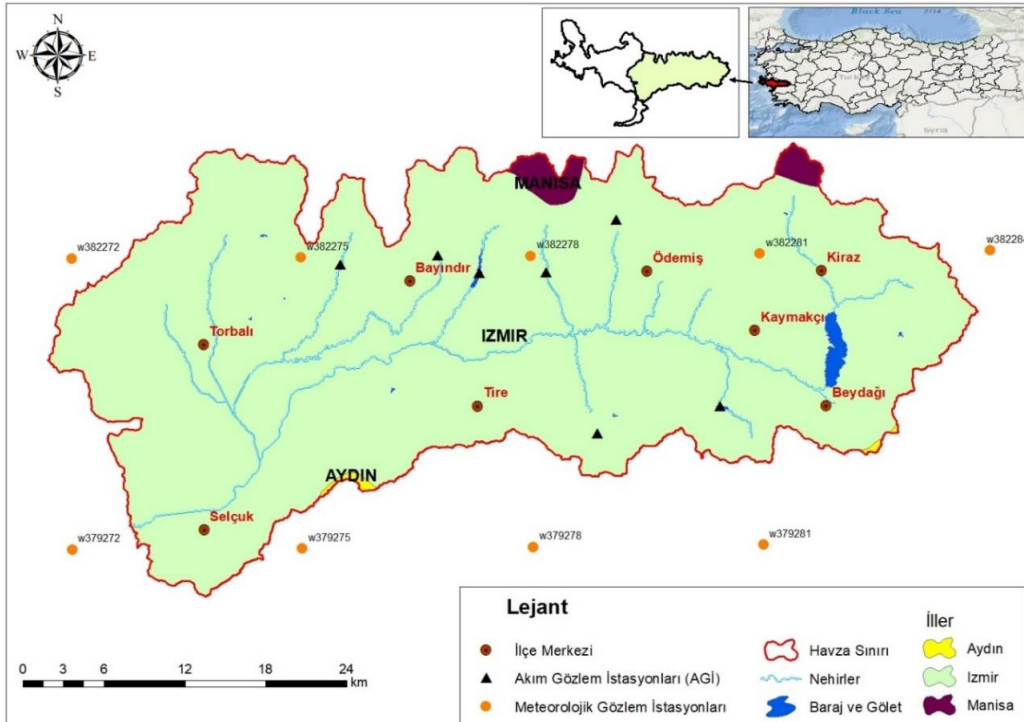 N
W E
S
Black Sea
Syria
MANISA
w382272
w382275
w382278
w382281
w38228
Bayındır
Ödemiş
Kiraz
Torbalı
IZMIR
Kaymakçı
Tire
Beydağı
AYDIN
Selçuk
w379272
w379275
w379278
w379281
Lejant
İlçe Merkezi
Akım Gözlem İstasyonları (AGİ)
Meteorolojik Gözlem İstasyonları
Havza Sınırı
Nehirler
Baraj ve Gölet
İller
Aydın
Izmir
Manisa
0 3 6 12 18 24
km